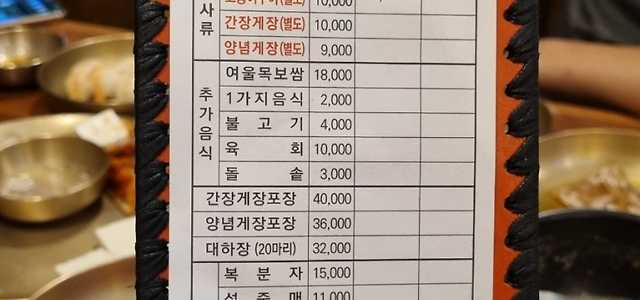 사류 10,000
간장게장(별도) 10,000
양념게장(별도) 9,000
추가음식
여울목보쌈 18,000
1가지음식 2,000
불고기 4,000
육회 10,000
돌솥 3,000
간장게장포장 40,000
양념게장포장 36,000
대하장 (20마리) 32,000
복분자 15,000
설중매 11,000